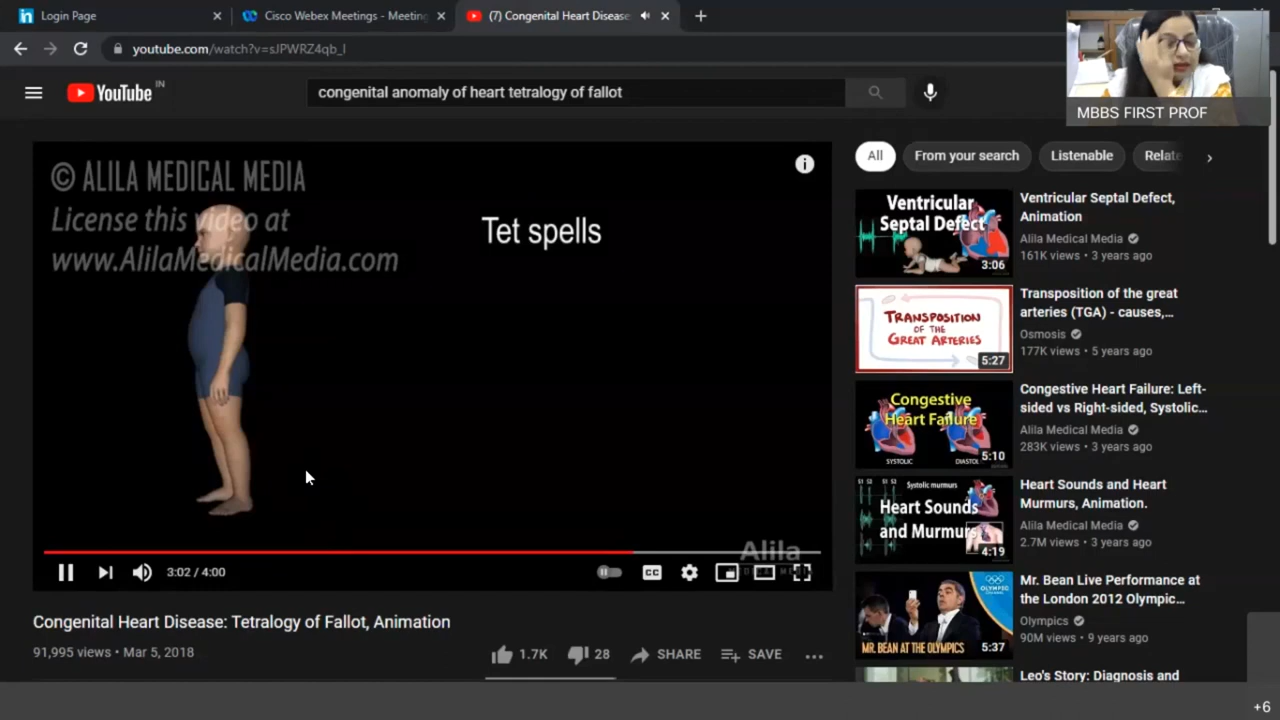 Login Page
Cisco Webex Meetings - Meeting
(7) Congenital Heart Disease
youtube.com/watch?v=sJPWRZ4qb_I
YouTube IN
congenital anomaly of heart tetralogy of fallot
MBBS FIRST PROF
© ALILA MEDICAL MEDIA
License this video at
www.AlilaMedicalMedia.com
Tet spells
Alila
3:02 / 4:00
CC
Congenital Heart Disease: Tetralogy of Fallot, Animation
91,995 views • Mar 5, 2018
1.7K
28
SHARE
SAVE
All
From your search
Listenable
Relate
Ventricular
Septal Defect
3:06
Ventricular Septal Defect,
Animation
Alila Medical Media
161K views • 3 years ago
TRANSPOSITION
OF THE
GREAT ARTERIES
5:27
Transposition of the great
arteries (TGA) - causes,...
Osmosis
177K views • 5 years ago
Congestive
Heart Failure
SYSTOLIC
DIASTOL
5:10
Congestive Heart Failure: Left-
sided vs Right-sided, Systolic...
Alila Medical Media
283K views • 3 years ago
S1 S2
Systolic murmurs
Heart Sounds
and Murmurs
4:19
Heart Sounds and Heart
Murmurs, Animation.
Alila Medical Media
2.7M views • 3 years ago
OLYMPIC
MR. BEAN AT THE OLYMPICS
5:37
Mr. Bean Live Performance at
the London 2012 Olympic...
Olympics
90M views • 9 years ago
Leo's Story: Diagnosis and
+6